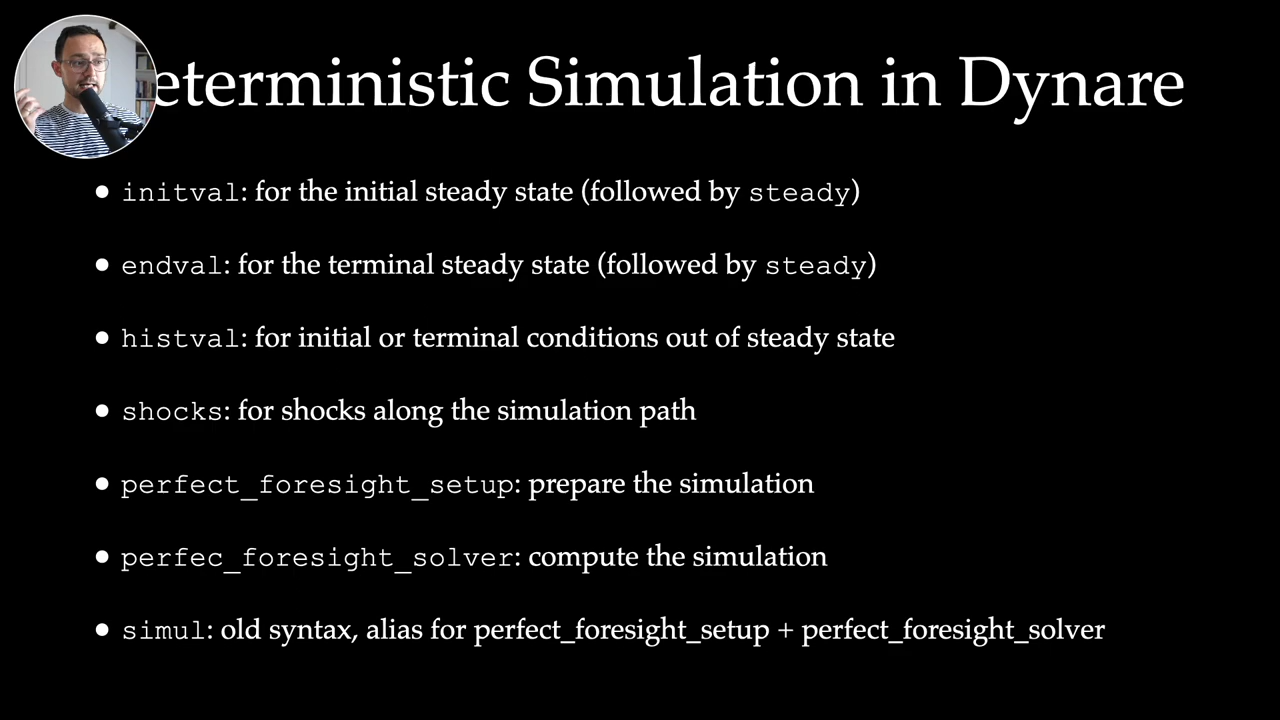 eterministic Simulation in Dynare
• initval: for the initial steady state (followed by steady)
• endval: for the terminal steady state (followed by steady)
• histval: for initial or terminal conditions out of steady state
• shocks: for shocks along the simulation path
• perfect_foresight_setup: prepare the simulation
• perfec_foresight_solver: compute the simulation
• simul: old syntax, alias for perfect_foresight_setup + perfect_foresight_solver